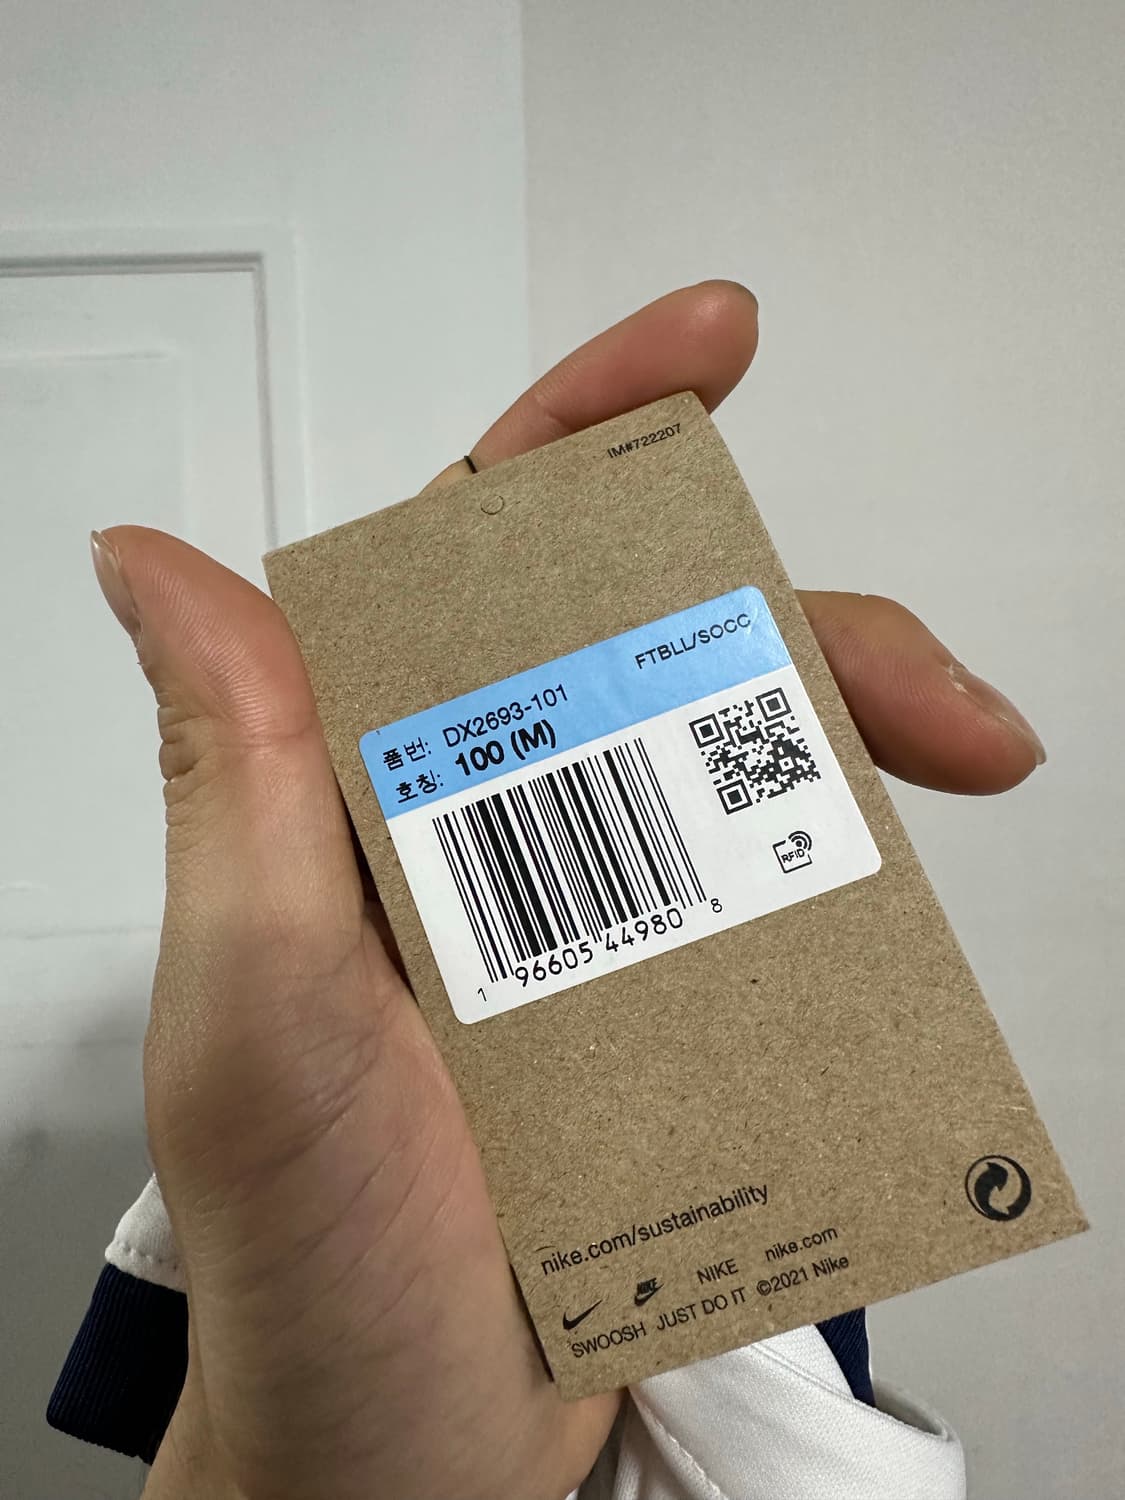 IM#722207
FTBLL/SOCC
품번: DX2693-101
호칭: 100 (M)
RFID
1 96605 44980 8
nike.com/sustainability
NIKE NIKE nike.com
SWOOSH JUST DO IT ©2021 Nike